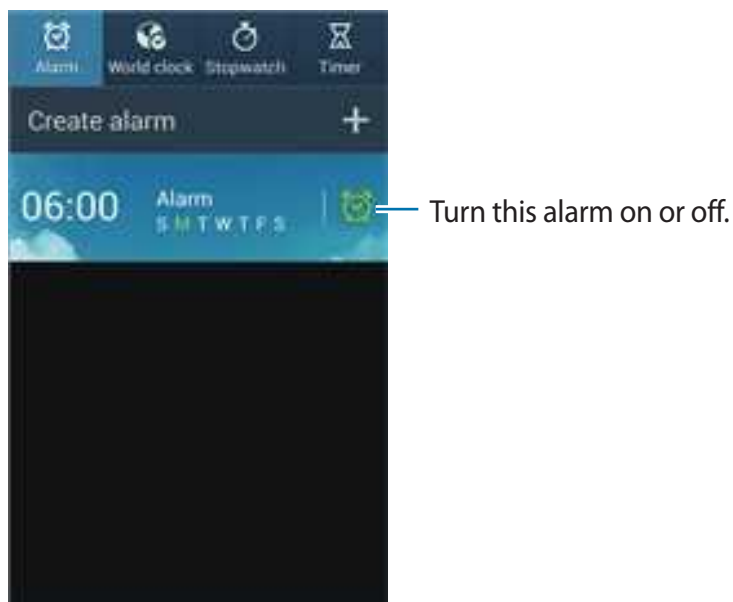 Alarm World clock Stopwatch Timer
Create alarm
06:00 Alarm
S M T W T F S
Turn this alarm on or off.